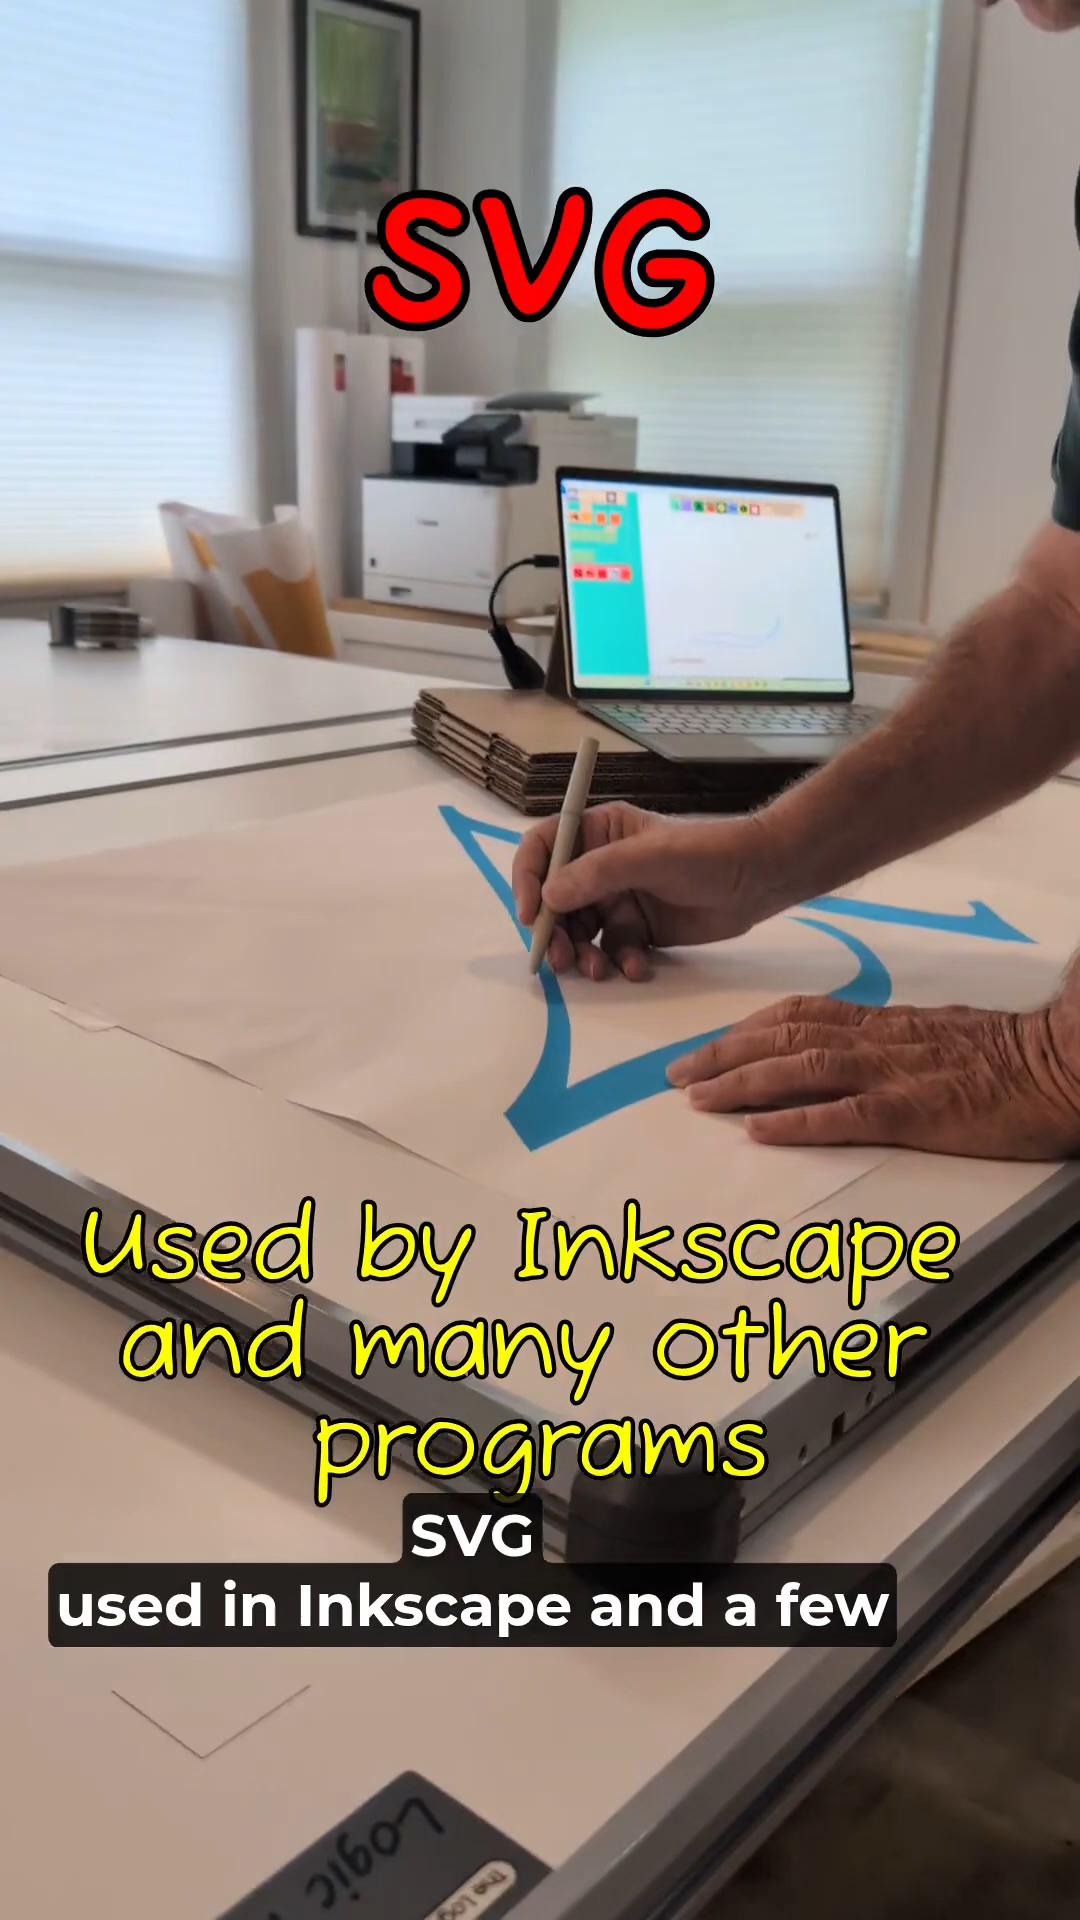 SVG
Used by Inkscape
and many other
programs
SVG
used in Inkscape and a few
Logic